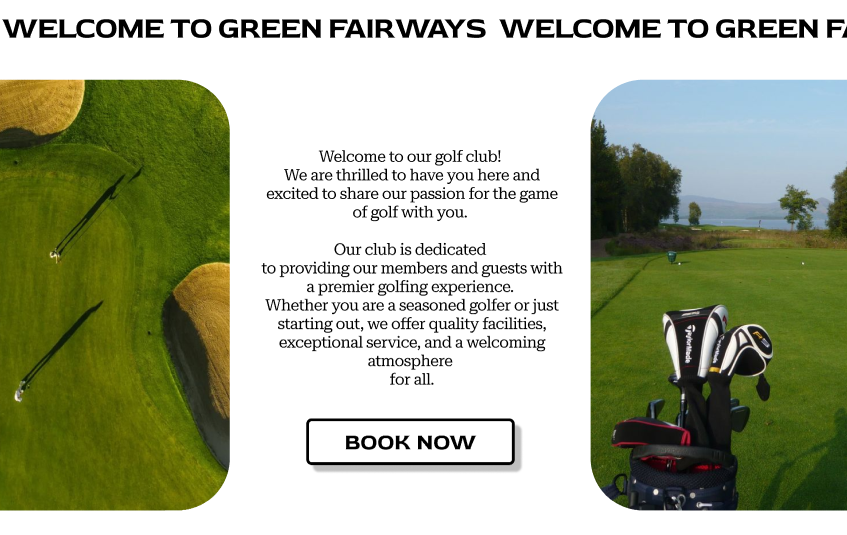 WELCOME TO GREEN FAIRWAYS WELCOME TO GREEN FA
Welcome to our golf club!
We are thrilled to have you here and
excited to share our passion for the game
of golf with you.
Our club is dedicated
to providing our members and guests with
a premier golfing experience.
Whether you are a seasoned golfer or just
starting out, we offer quality facilities,
exceptional service, and a welcoming
atmosphere
for all.
BOOK NOW
TaylorMade